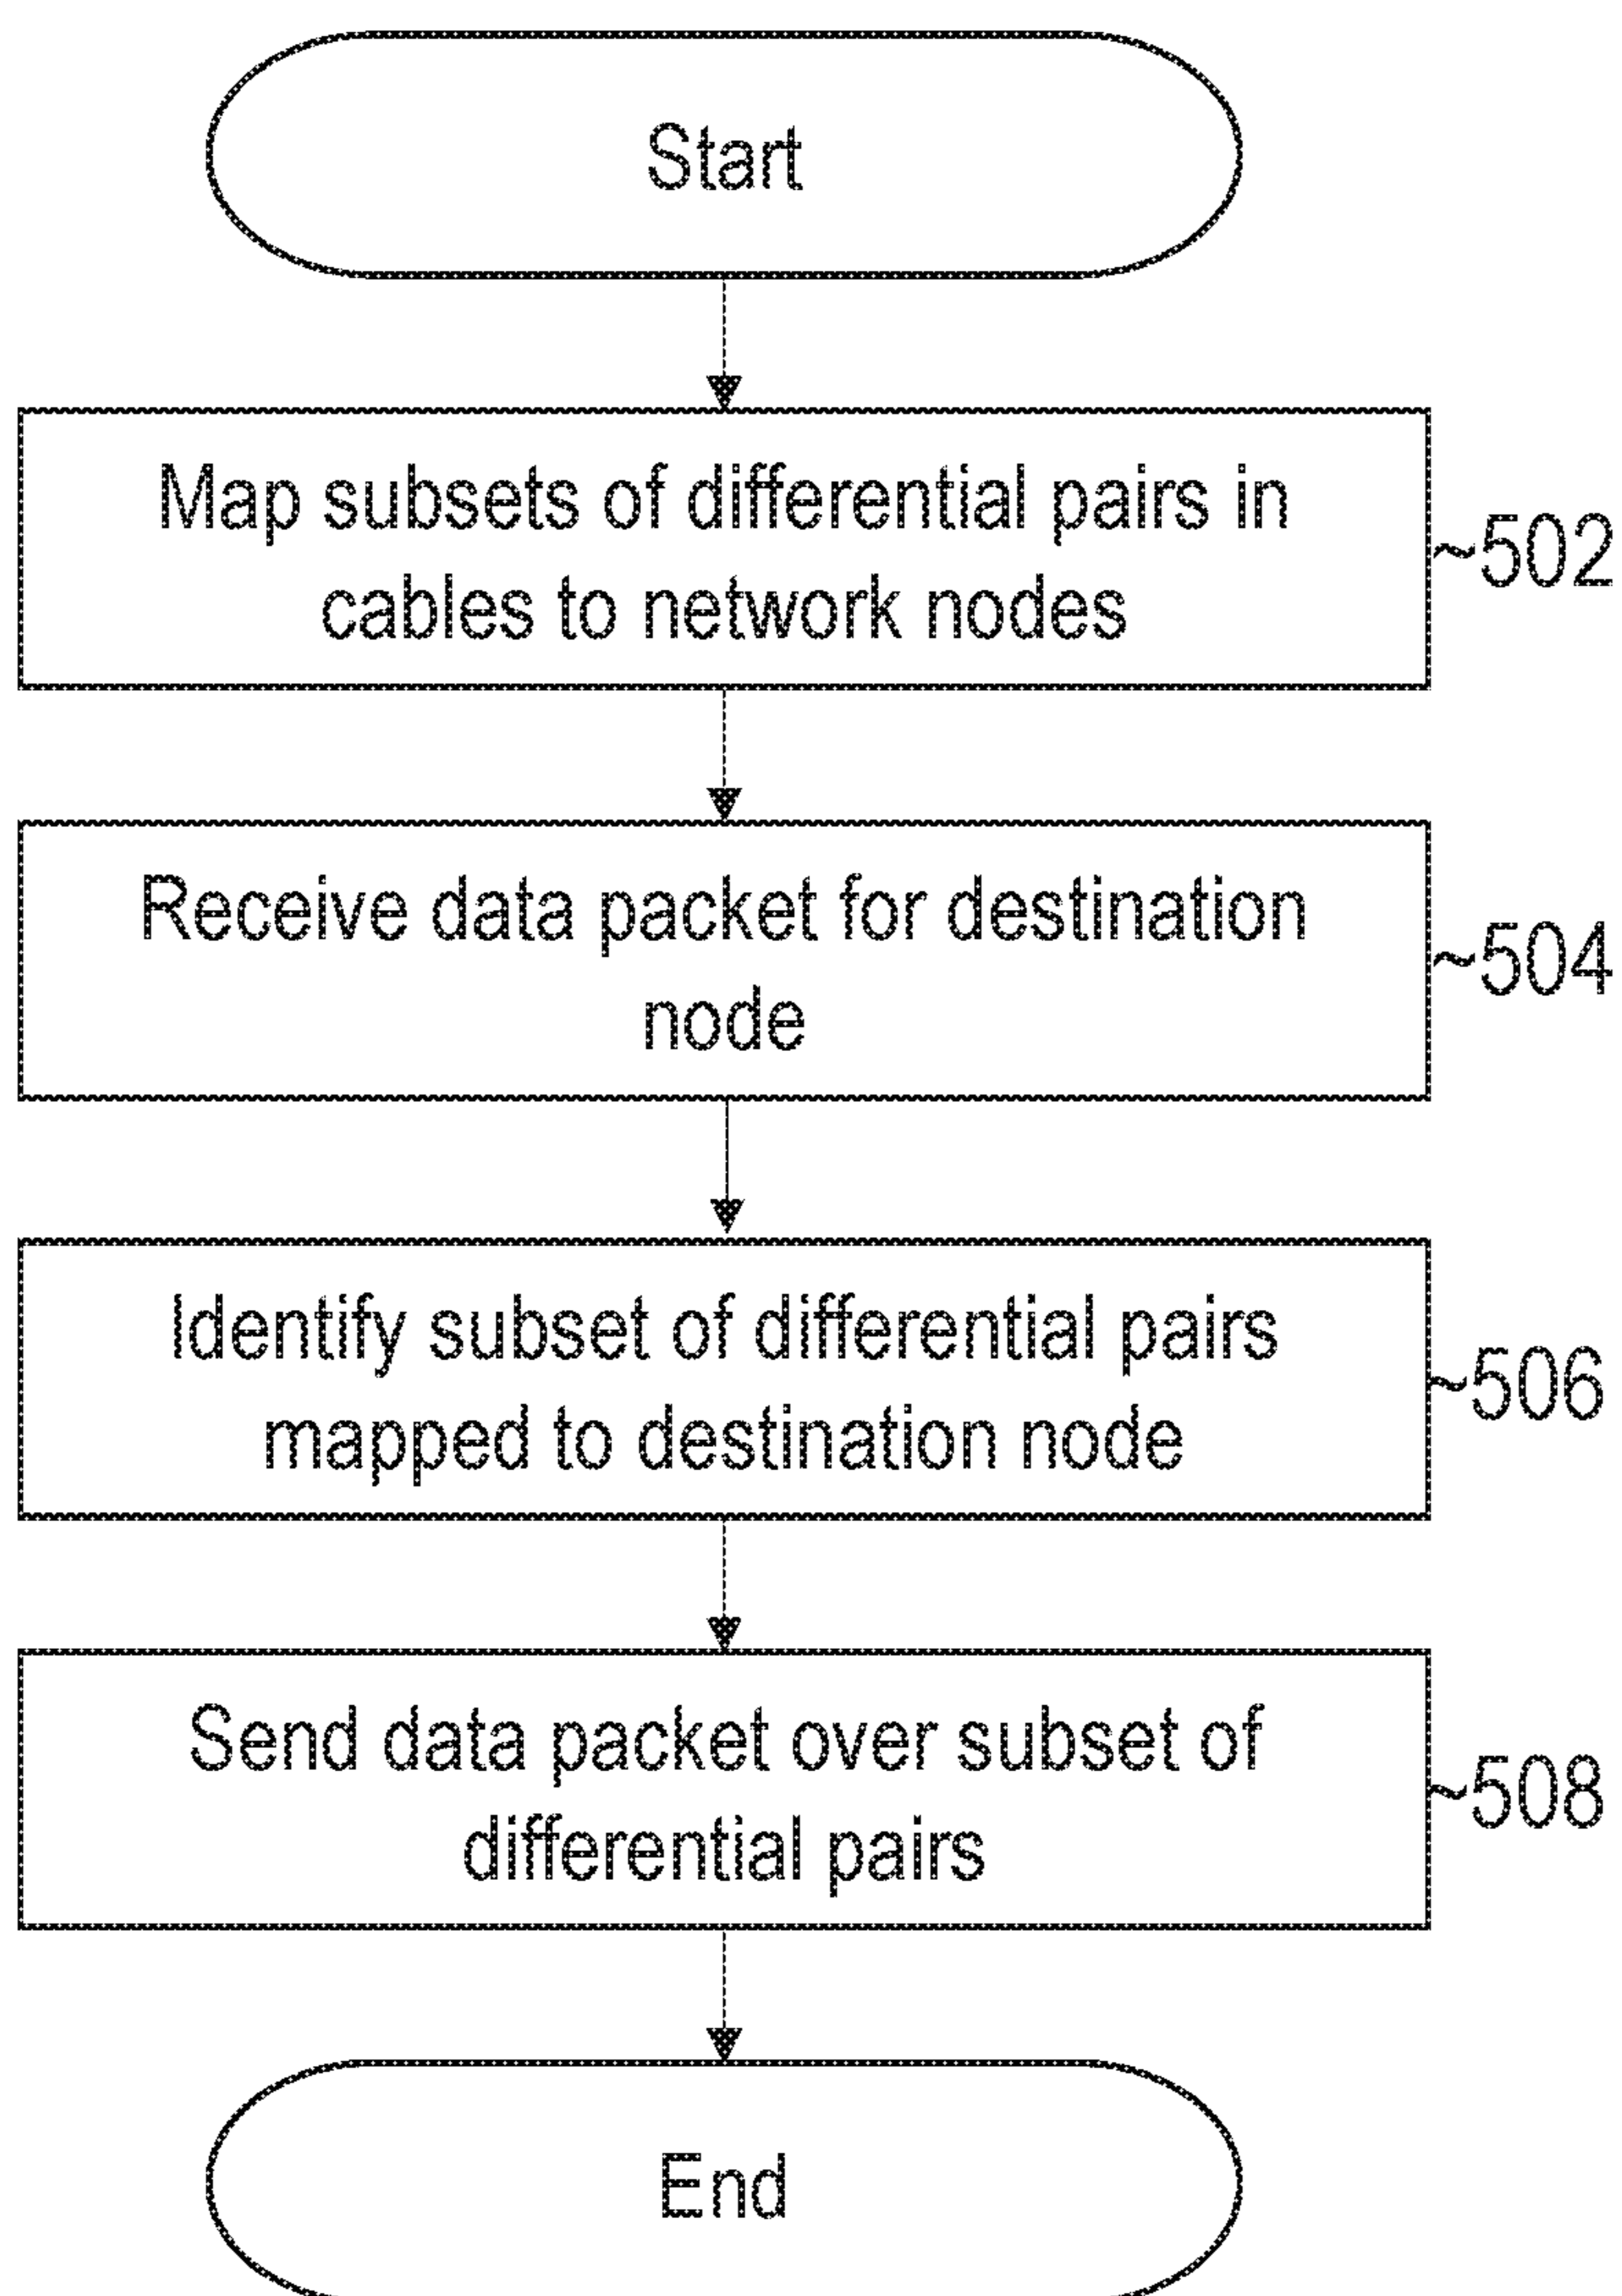 Start
Map subsets of differential pairs in
cables to network nodes
~502
Receive data packet for destination
node
~504
Identify subset of differential pairs
mapped to destination node
~506
Send data packet over subset of
differential pairs
~508
End